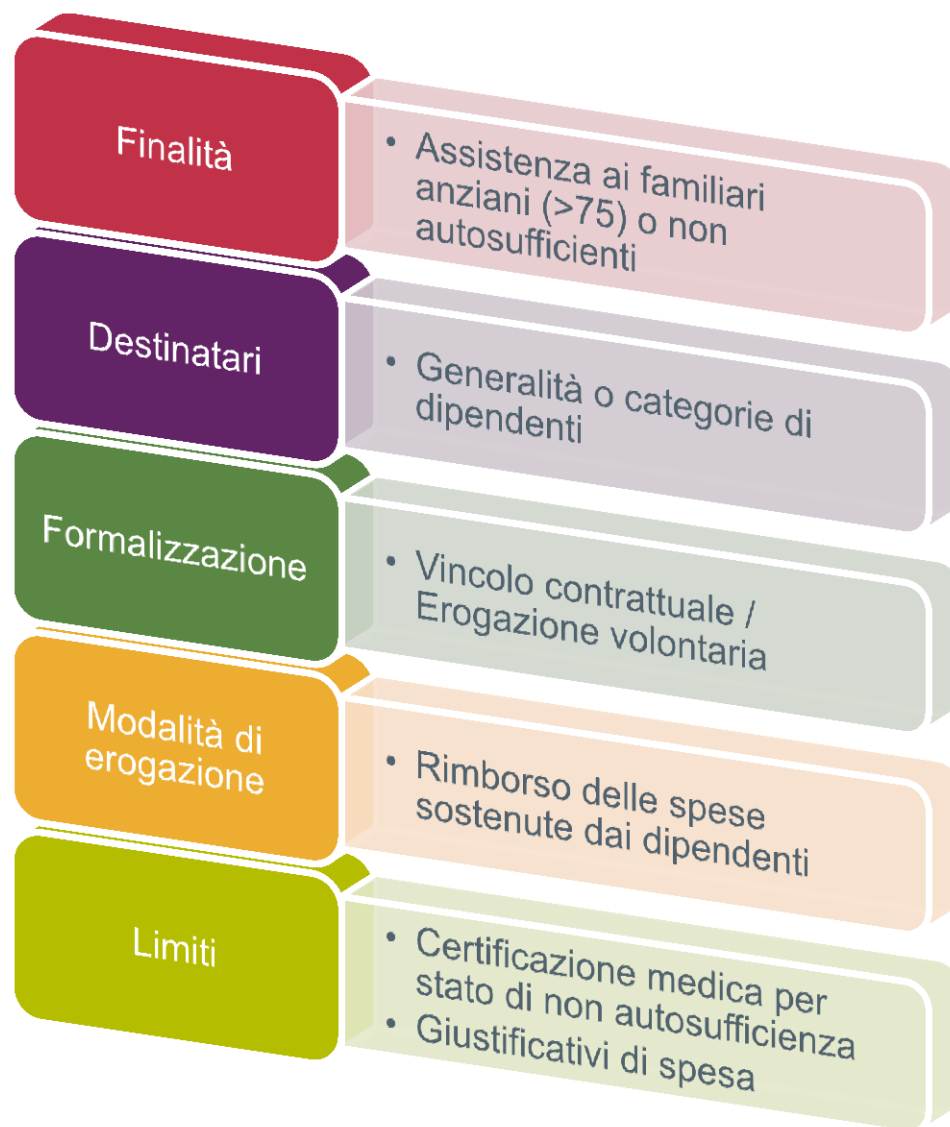 Finalità
• Assistenza ai familiari
anziani (>75) o non
autosufficienti
Destinatari
• Generalità o categorie di
dipendenti
Formalizzazione
• Vincolo contrattuale /
Erogazione volontaria
Modalità di
erogazione
• Rimborso delle spese
sostenute dai dipendenti
Limiti
• Certificazione medica per
stato di non autosufficienza
• Giustificativi di spesa